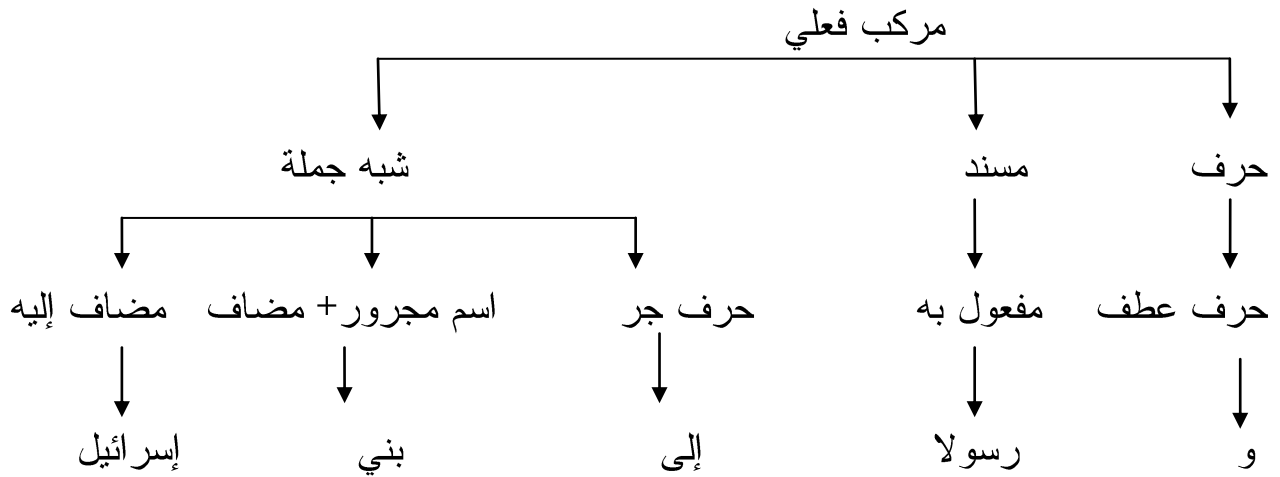 مركب فعلي
حرف مسند شبه جملة
حرف عطف مفعول به حرف جر اسم مجرور+ مضاف مضاف إليه
و رسولا إلى بني إسرائيل